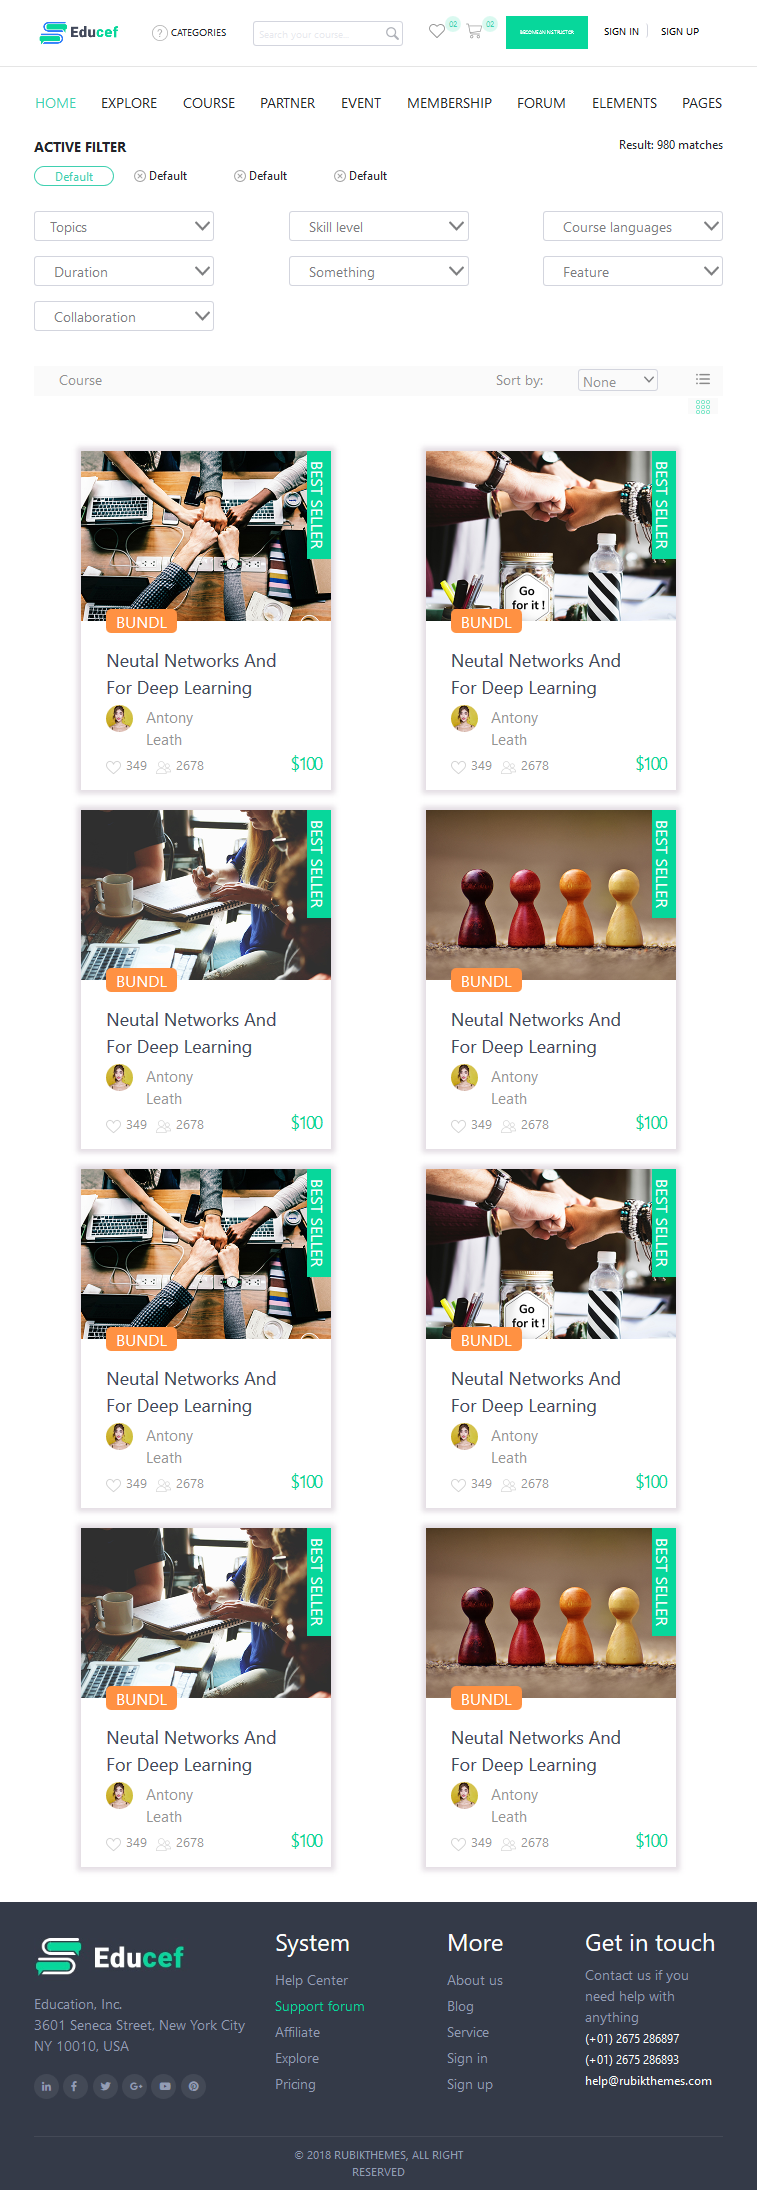 Educef
CATEGORIES
Search your course..
02
02
BECOME AN INSTRUCTOR
SIGN IN
SIGN UP
HOME EXPLORE COURSE PARTNER EVENT MEMBERSHIP FORUM ELEMENTS PAGES
ACTIVE FILTER
Result: 980 matches
Default Default Default Default
Topics Skill level Course languages
Duration Something Feature
Collaboration
Course Sort by: None
BEST SELLER
BUNDL
Neutal Networks And
For Deep Learning
Antony
Leath
349 2678 $100
BEST SELLER
Go
for it !
BUNDL
Neutal Networks And
For Deep Learning
Antony
Leath
349 2678 $100
BEST SELLER
BUNDL
Neutal Networks And
For Deep Learning
Antony
Leath
349 2678 $100
BEST SELLER
BUNDL
Neutal Networks And
For Deep Learning
Antony
Leath
349 2678 $100
BEST SELLER
BUNDL
Neutal Networks And
For Deep Learning
Antony
Leath
349 2678 $100
BEST SELLER
Go
for it !
BUNDL
Neutal Networks And
For Deep Learning
Antony
Leath
349 2678 $100
BEST SELLER
BUNDL
Neutal Networks And
For Deep Learning
Antony
Leath
349 2678 $100
BEST SELLER
BUNDL
Neutal Networks And
For Deep Learning
Antony
Leath
349 2678 $100
Educef
Education, Inc.
3601 Seneca Street, New York City
NY 10010, USA
System
Help Center
Support forum
Affiliate
Explore
Pricing
More
About us
Blog
Service
Sign in
Sign up
Get in touch
Contact us if you
need help with
anything
(+01) 2675 286897
(+01) 2675 286893
help@rubikthemes.com
© 2018 RUBIKTHEMES, ALL RIGHT
RESERVED